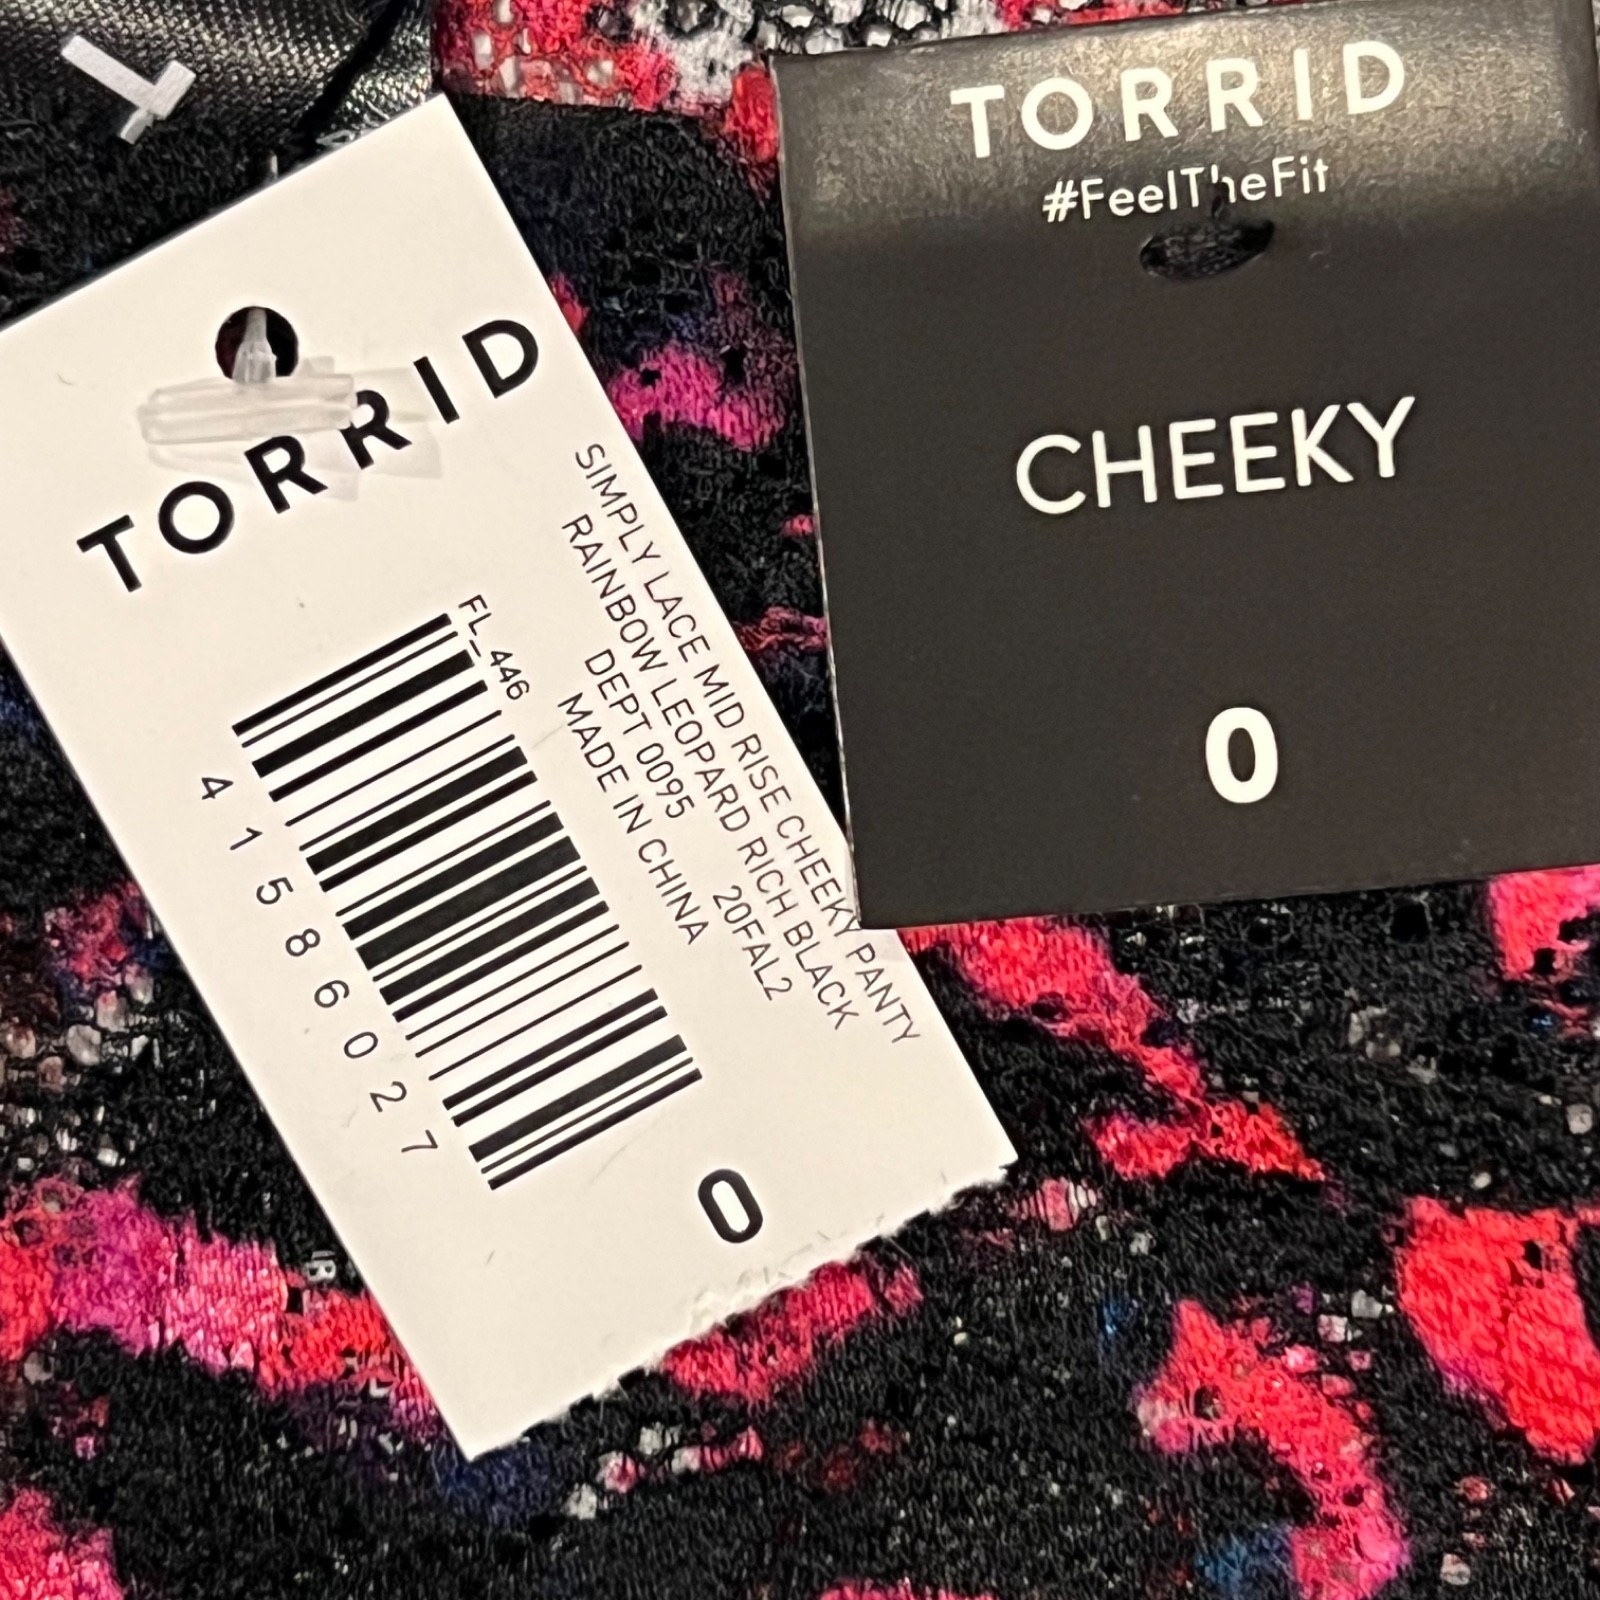 TORRID
FL_446
41586027
SIMPLY LACE MID RISE CHEEKY PANTY
RAINBOW LEOPARD RICH BLACK
DEPT 0095 20FAL2
MADE IN CHINA
0
TORRID
#FeelTheFit
CHEEKY
0